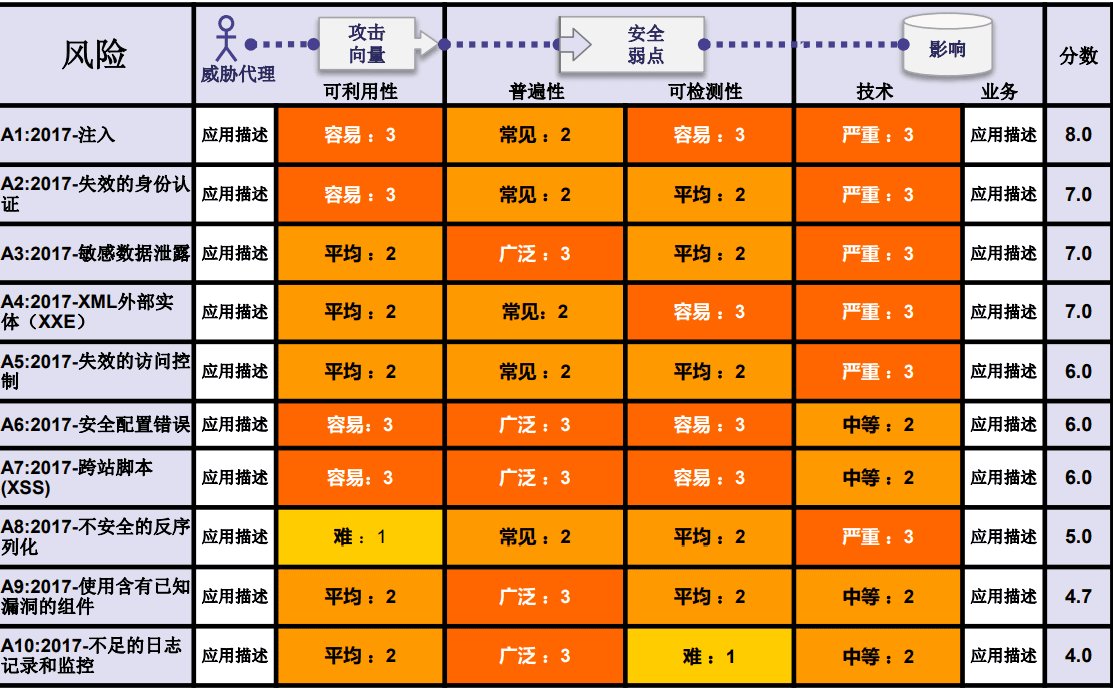 风险
威胁代理
攻击
向量
安全
弱点
影响
分数
可利用性
普遍性
可检测性
技术
业务
A1:2017-注入
应用描述
容易 ：3
常见 ：2
容易 ：3
严重 ：3
应用描述
8.0
A2:2017-失效的身份认
证
应用描述
容易 ：3
常见 ：2
平均 ：2
严重 ：3
应用描述
7.0
A3:2017-敏感数据泄露
应用描述
平均 ：2
广泛 ：3
平均 ：2
严重 ：3
应用描述
7.0
A4:2017-XML外部实
体（XXE）
应用描述
平均 ：2
常见：2
容易 ：3
严重 ：3
应用描述
7.0
A5:2017-失效的访问控
制
应用描述
平均 ：2
常见 ：2
平均 ：2
严重 ：3
应用描述
6.0
A6:2017-安全配置错误
应用描述
容易：3
广泛 ：3
容易 ：3
中等 ：2
应用描述
6.0
A7:2017-跨站脚本
(XSS)
应用描述
容易：3
广泛 ：3
容易 ：3
中等 ：2
应用描述
6.0
A8:2017-不安全的反序
列化
应用描述
难 ：1
常见 ：2
平均 ：2
严重 ：3
应用描述
5.0
A9:2017-使用含有已知
漏洞的组件
应用描述
平均 ：2
广泛 ：3
平均 ：2
中等 ：2
应用描述
4.7
A10:2017-不足的日志
记录和监控
应用描述
平均 ：2
广泛 ：3
难 ：1
中等 ：2
应用描述
4.0